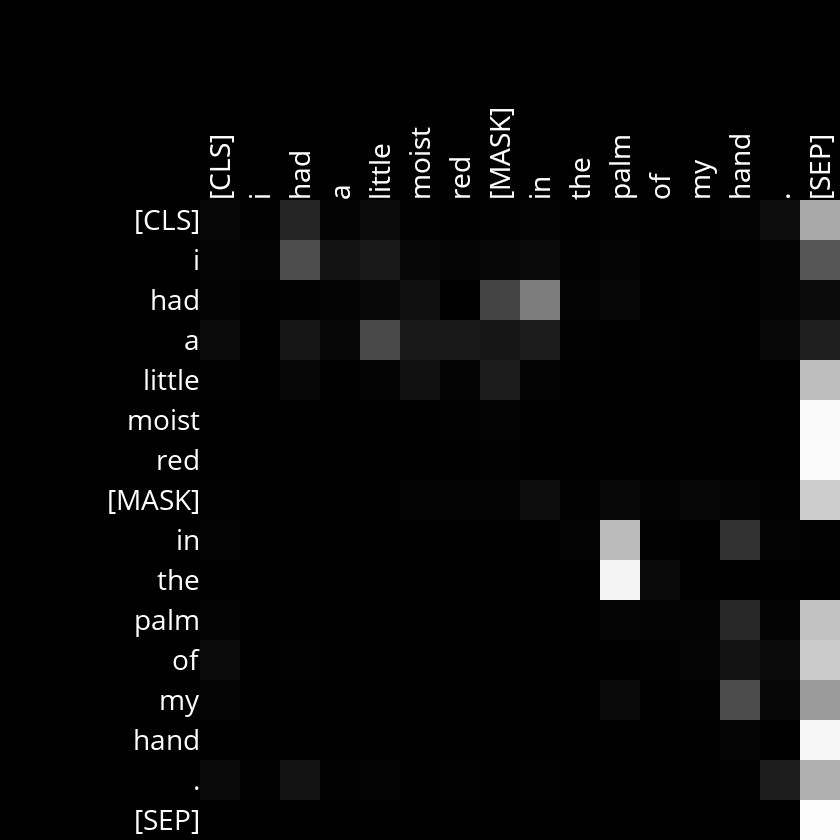 [CLS] i had a little moist red [MASK] in the palm of my hand . [SEP]
[CLS]
i
had
a
little
moist
red
[MASK]
in
the
palm
of
my
hand
.
[SEP]